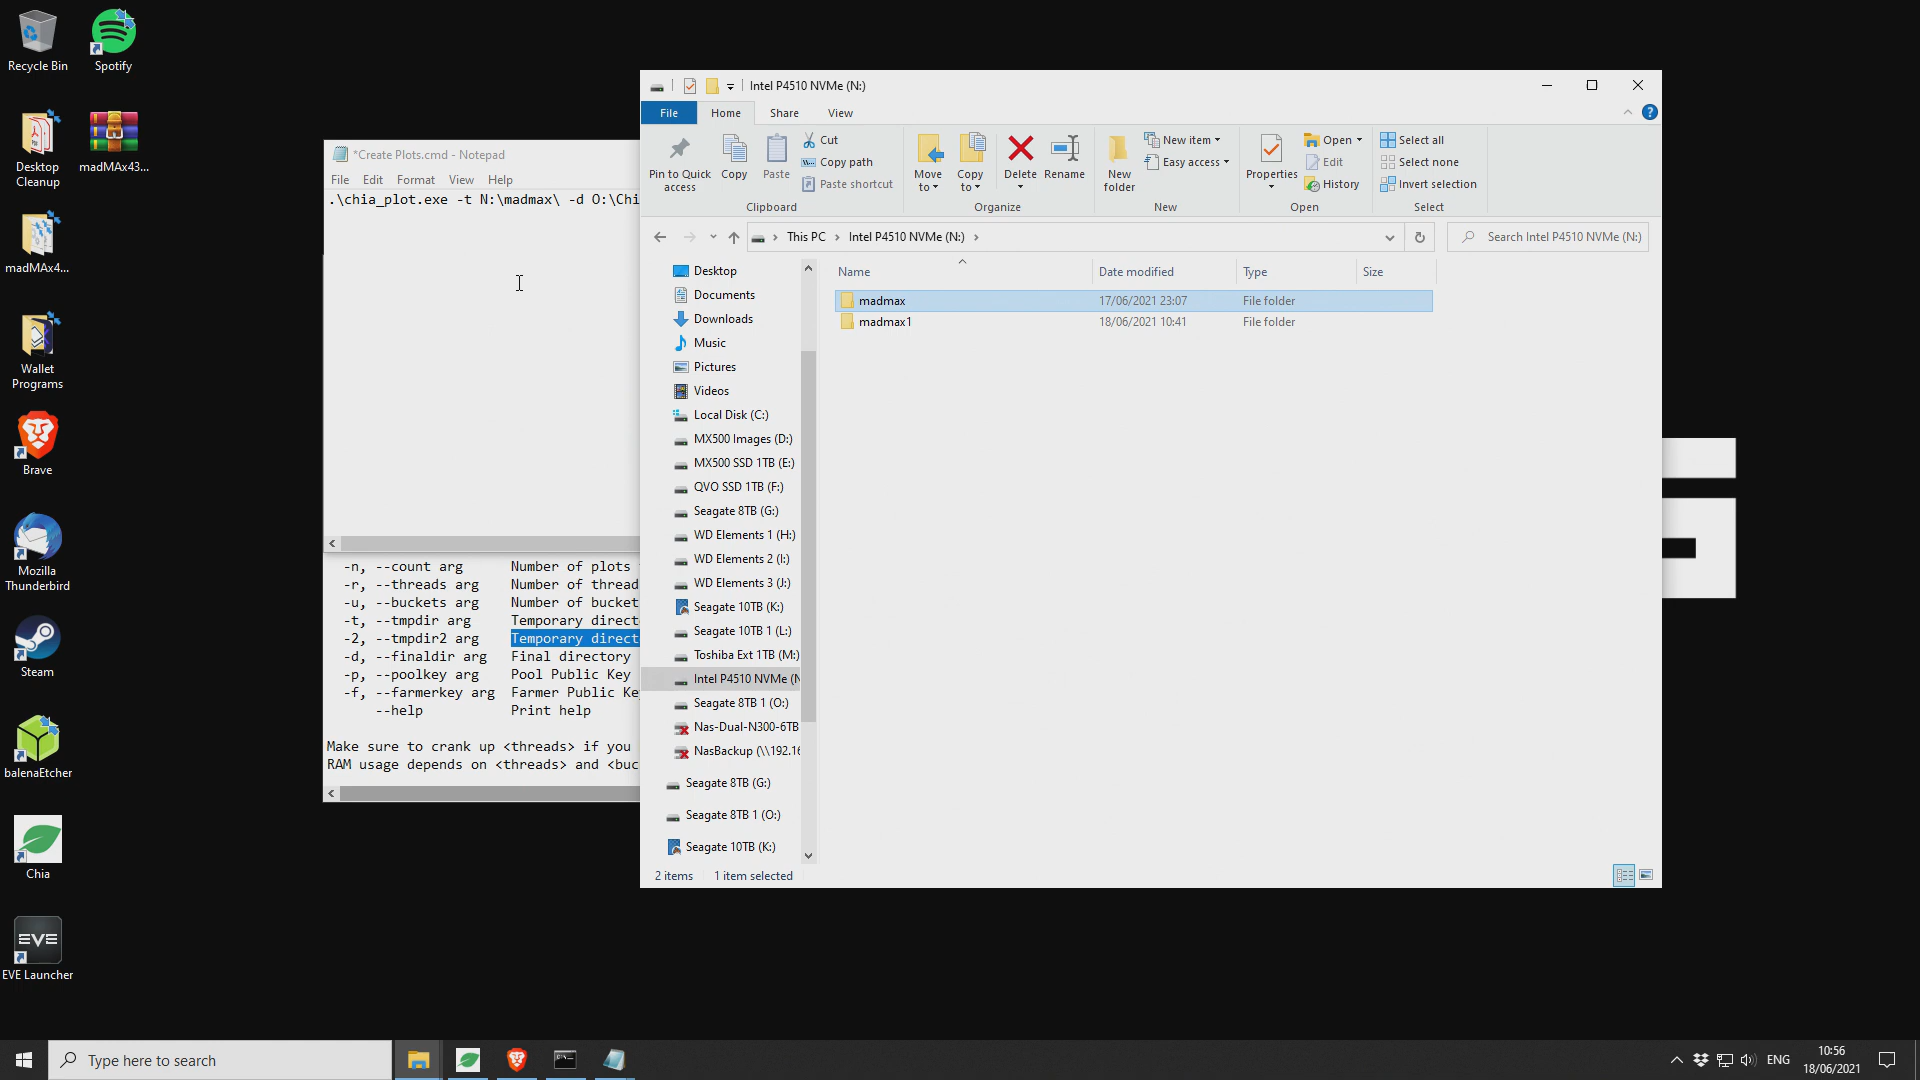 Recycle Bin
Spotify
Desktop
Cleanup
madMAx43...
madMAx4...
Wallet
Programs
Brave
Mozilla
Thunderbird
Steam
balenaEtcher
Chia
EVE
EVE Launcher
*Create Plots.cmd - Notepad
File Edit Format View Help
.\chia_plot.exe -t N:\madmax\ -d O:\Chi
-n, --count arg Number of plots
-r, --threads arg Number of thread
-u, --buckets arg Number of bucket
-t, --tmpdir arg Temporary direct
-2, --tmpdir2 arg Temporary direct
-d, --finaldir arg Final directory
-p, --poolkey arg Pool Public Key
-f, --farmerkey arg Farmer Public Ke
--help Print help
Make sure to crank up <threads> if you
RAM usage depends on <threads> and <buc
Intel P4510 NVMe (N:)
File Home Share View
Pin to Quick
access
Copy
Paste
Cut
Copy path
Paste shortcut
Clipboard
Move
to
Copy
to
Delete
Rename
Organize
New
folder
New item
Easy access
New
Properties
Open
Edit
History
Open
Select all
Select none
Invert selection
Select
This PC Intel P4510 NVMe (N:)
Search Intel P4510 NVMe (N:)
Desktop
Documents
Downloads
Music
Pictures
Videos
Local Disk (C:)
MX500 Images (D:)
MX500 SSD 1TB (E:)
QVO SSD 1TB (F:)
Seagate 8TB (G:)
WD Elements 1 (H:)
WD Elements 2 (I:)
WD Elements 3 (J:)
Seagate 10TB (K:)
Seagate 10TB 1 (L:)
Toshiba Ext 1TB (M:)
Intel P4510 NVMe (N
Seagate 8TB 1 (O:)
Nas-Dual-N300-6TB
NasBackup (\\192.16
Seagate 8TB (G:)
Seagate 8TB 1 (O:)
Seagate 10TB (K:)
Name Date modified Type Size
madmax 17/06/2021 23:07 File folder
madmax1 18/06/2021 10:41 File folder
2 items 1 item selected
Type here to search
ENG
10:56
18/06/2021